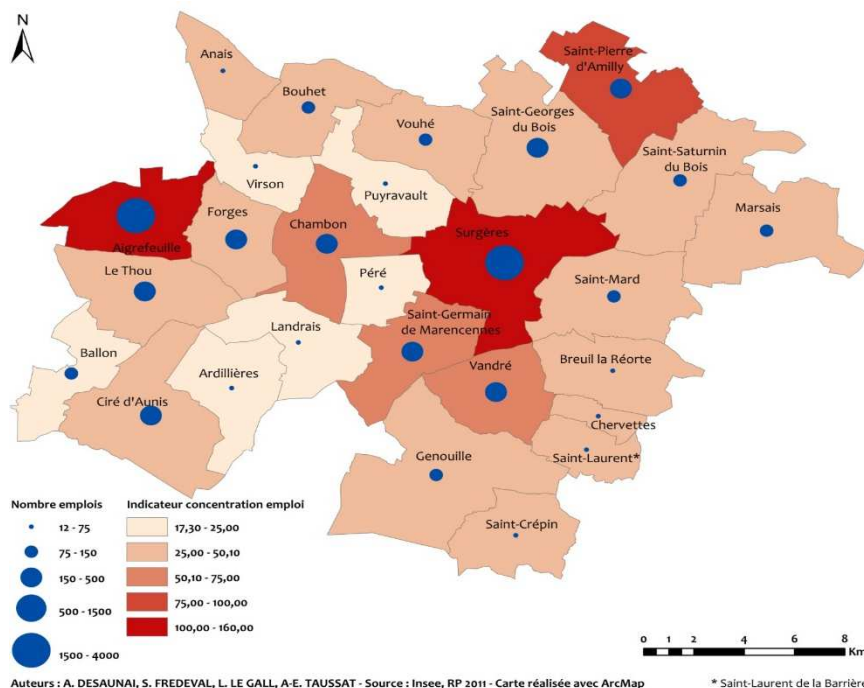 N
Anais
Bouhet
Vouhé
Saint-Georges
du Bois
Saint-Pierre
d'Amilly
Saint-Saturnin
du Bois
Marsais
Virson
Puyravault
Aigrefeuille
Forges
Chambon
Surgères
Le Thou
Péré
Saint-Mard
Landrais
Saint-Germain
de Marencennes
Ballon
Ardillières
Vandré
Breuil la Réorte
Ciré d'Aunis
Chervettes
Saint-Laurent*
Genouille
Saint-Crépin
Nombre emplois
12 - 75
75 - 150
150 - 500
500 - 1500
1500 - 4000
Indicateur concentration emploi
17,30 - 25,00
25,00 - 50,10
50,10 - 75,00
75,00 - 100,00
100,00 - 160,00
0 1 2 4 6 8
Km
Auteurs : A. DESAUNAI, S. FREDEVAL, L. LE GALL, A-E. TAUSSAT - Source : Insee, RP 2011 - Carte réalisée avec ArcMap
* Saint-Laurent de la Barrière